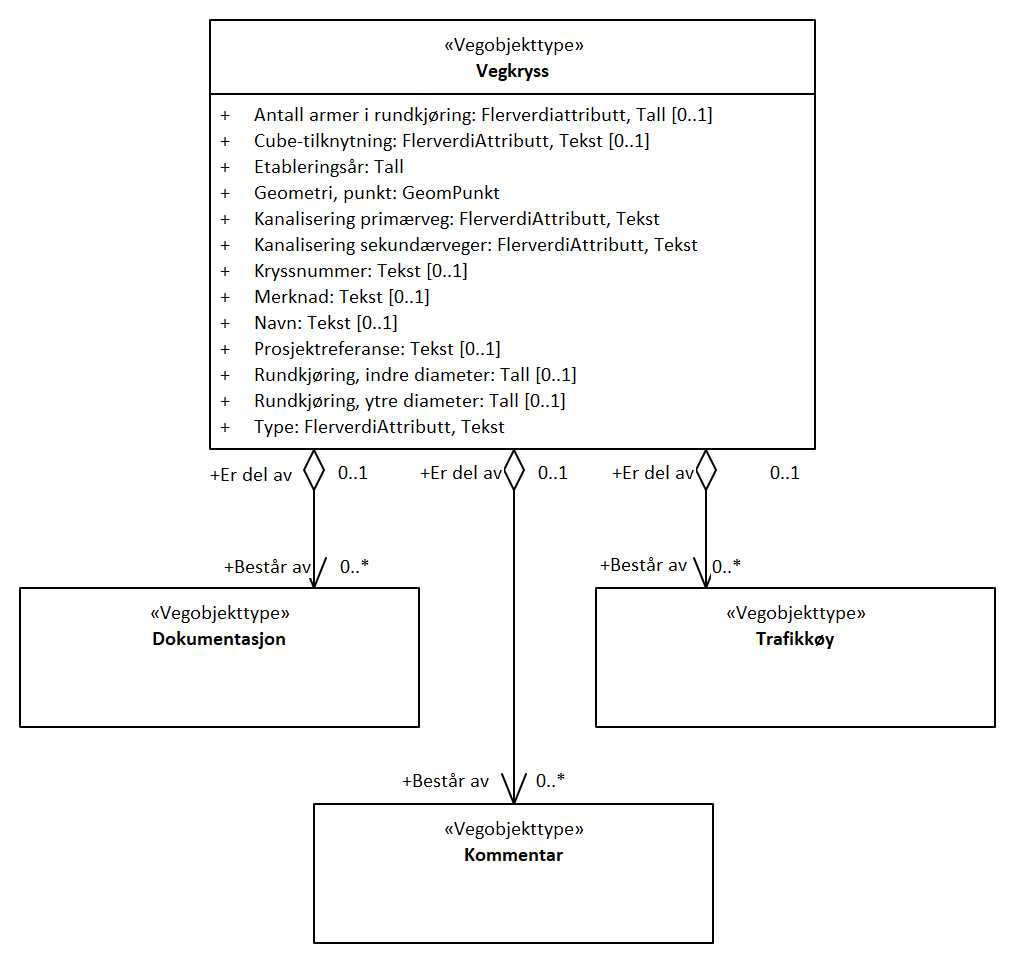 «Vegobjekttype»
Vegkryss
+ Antall armer i rundkjøring: Flerverdiattributt, Tall [0..1]
+ Cube-tilknytning: FlerverdiAttributt, Tekst [0..1]
+ Etableringsår: Tall
+ Geometri, punkt: GeomPunkt
+ Kanalisering primærveg: FlerverdiAttributt, Tekst
+ Kanalisering sekundærveger: FlerverdiAttributt, Tekst
+ Kryssnummer: Tekst [0..1]
+ Merknad: Tekst [0..1]
+ Navn: Tekst [0..1]
+ Prosjektreferanse: Tekst [0..1]
+ Rundkjøring, indre diameter: Tall [0..1]
+ Rundkjøring, ytre diameter: Tall [0..1]
+ Type: FlerverdiAttributt, Tekst
+Er del av 0..1 +Er del av 0..1 +Er del av 0..1
+Består av 0..* +Består av 0..*
«Vegobjekttype» «Vegobjekttype»
Dokumentasjon Trafikkøy
+Består av 0..*
«Vegobjekttype»
Kommentar